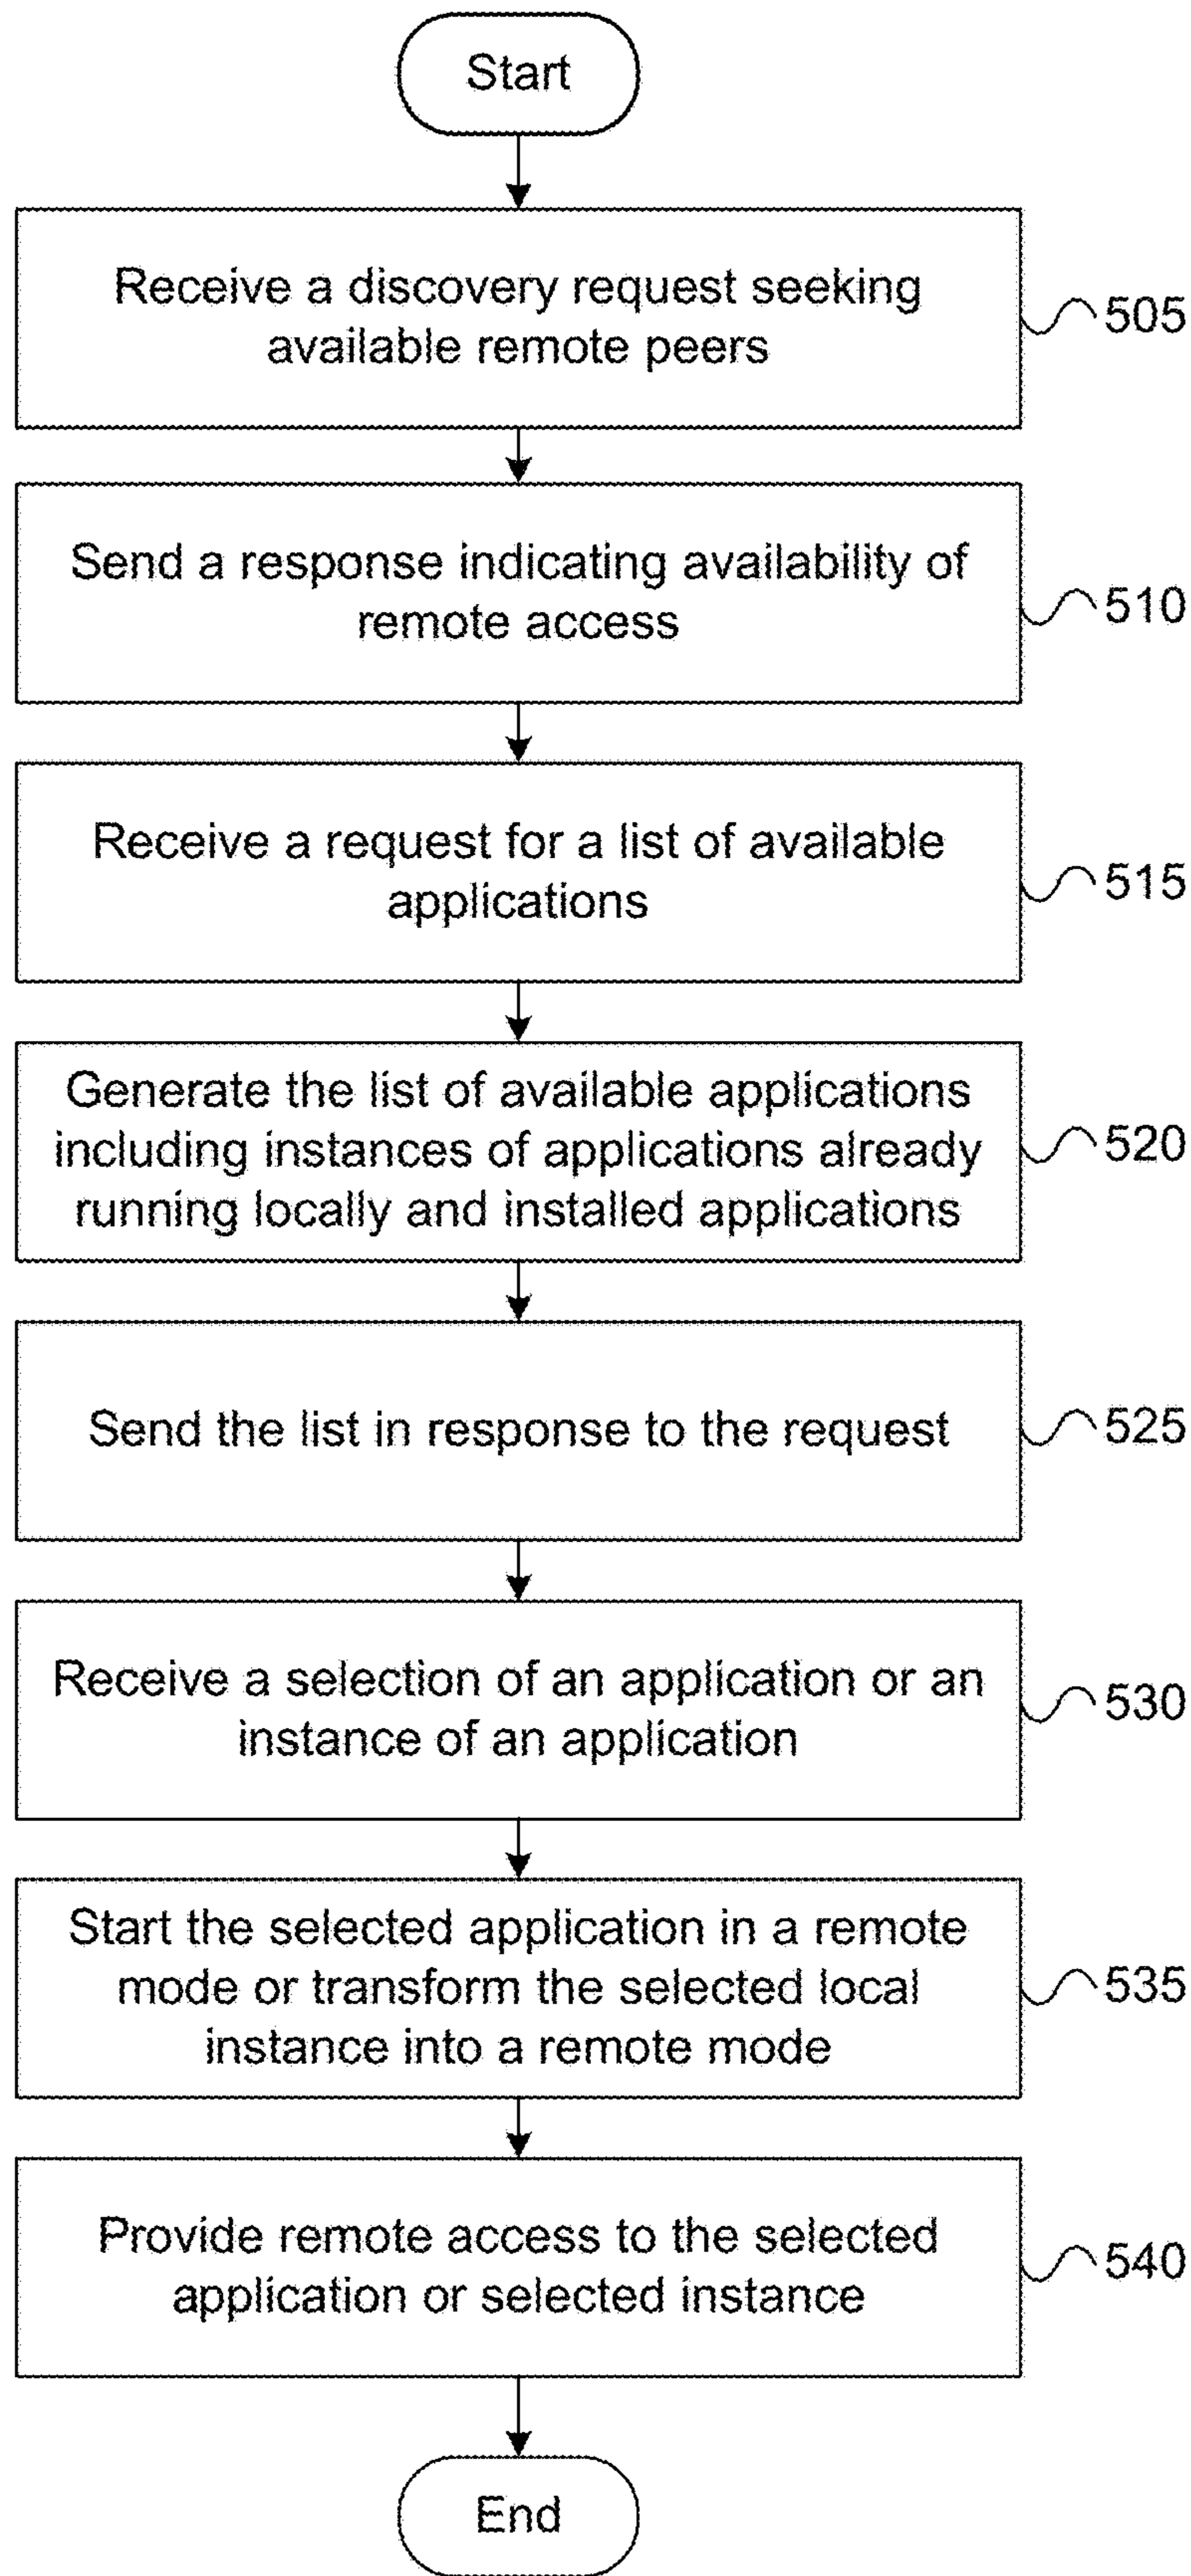 Start
Receive a discovery request seeking
available remote peers
505
Send a response indicating availability of
remote access
510
Receive a request for a list of available
applications
515
Generate the list of available applications
including instances of applications already
running locally and installed applications
520
Send the list in response to the request
525
Receive a selection of an application or an
instance of an application
530
Start the selected application in a remote
mode or transform the selected local
instance into a remote mode
535
Provide remote access to the selected
application or selected instance
540
End